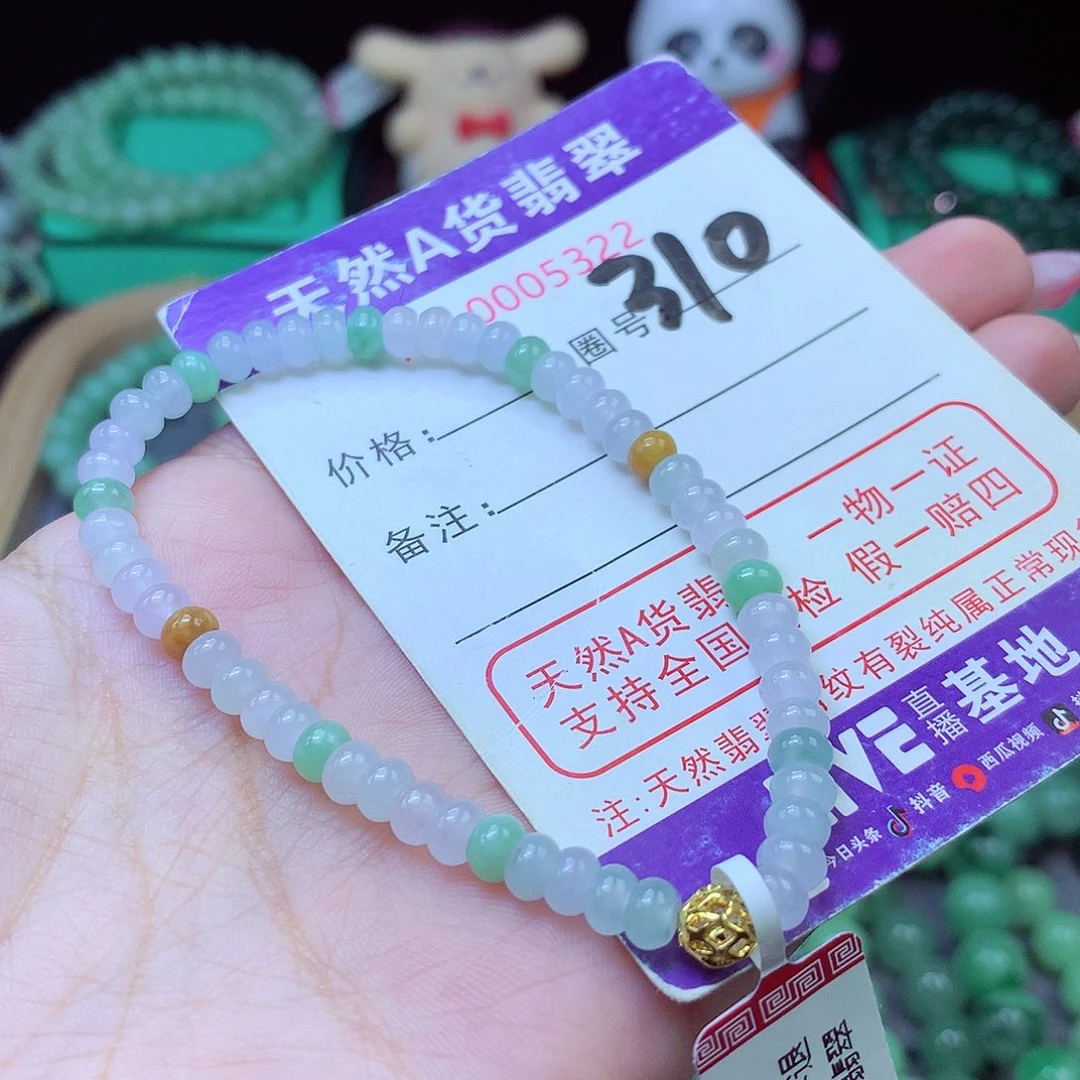 天然A货翡翠
0005322
圈号 310
价格:
备注:
天然A货翡 一物一证
支持全国 检 假一赔四
注:天然翡 纹有裂纯属正常现
直播
基地
今日头条 抖音 西瓜视频
翡